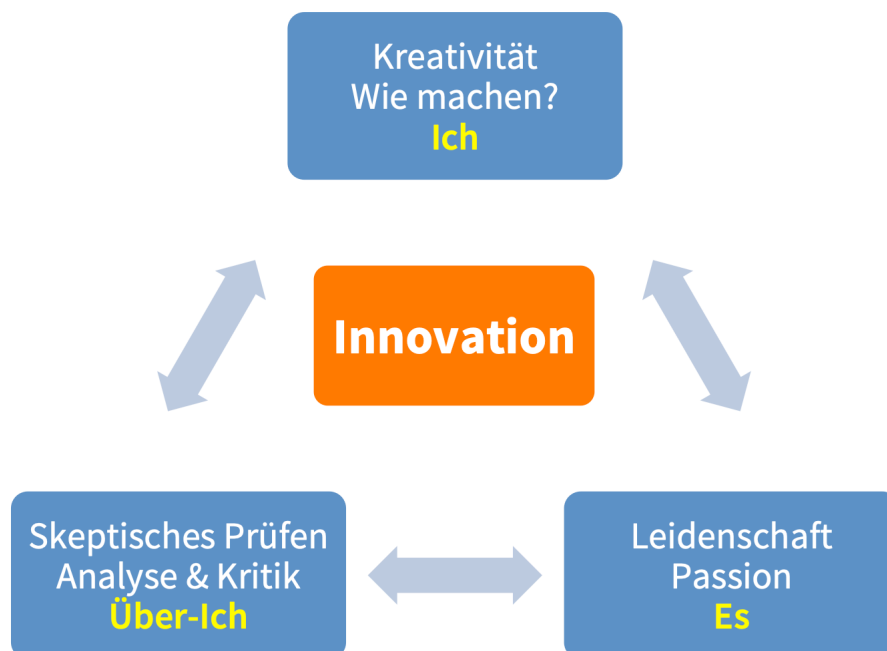 Kreativität
Wie machen?
Ich
Innovation
Skeptisches Prüfen
Analyse & Kritik
Über-Ich
Leidenschaft
Passion
Es